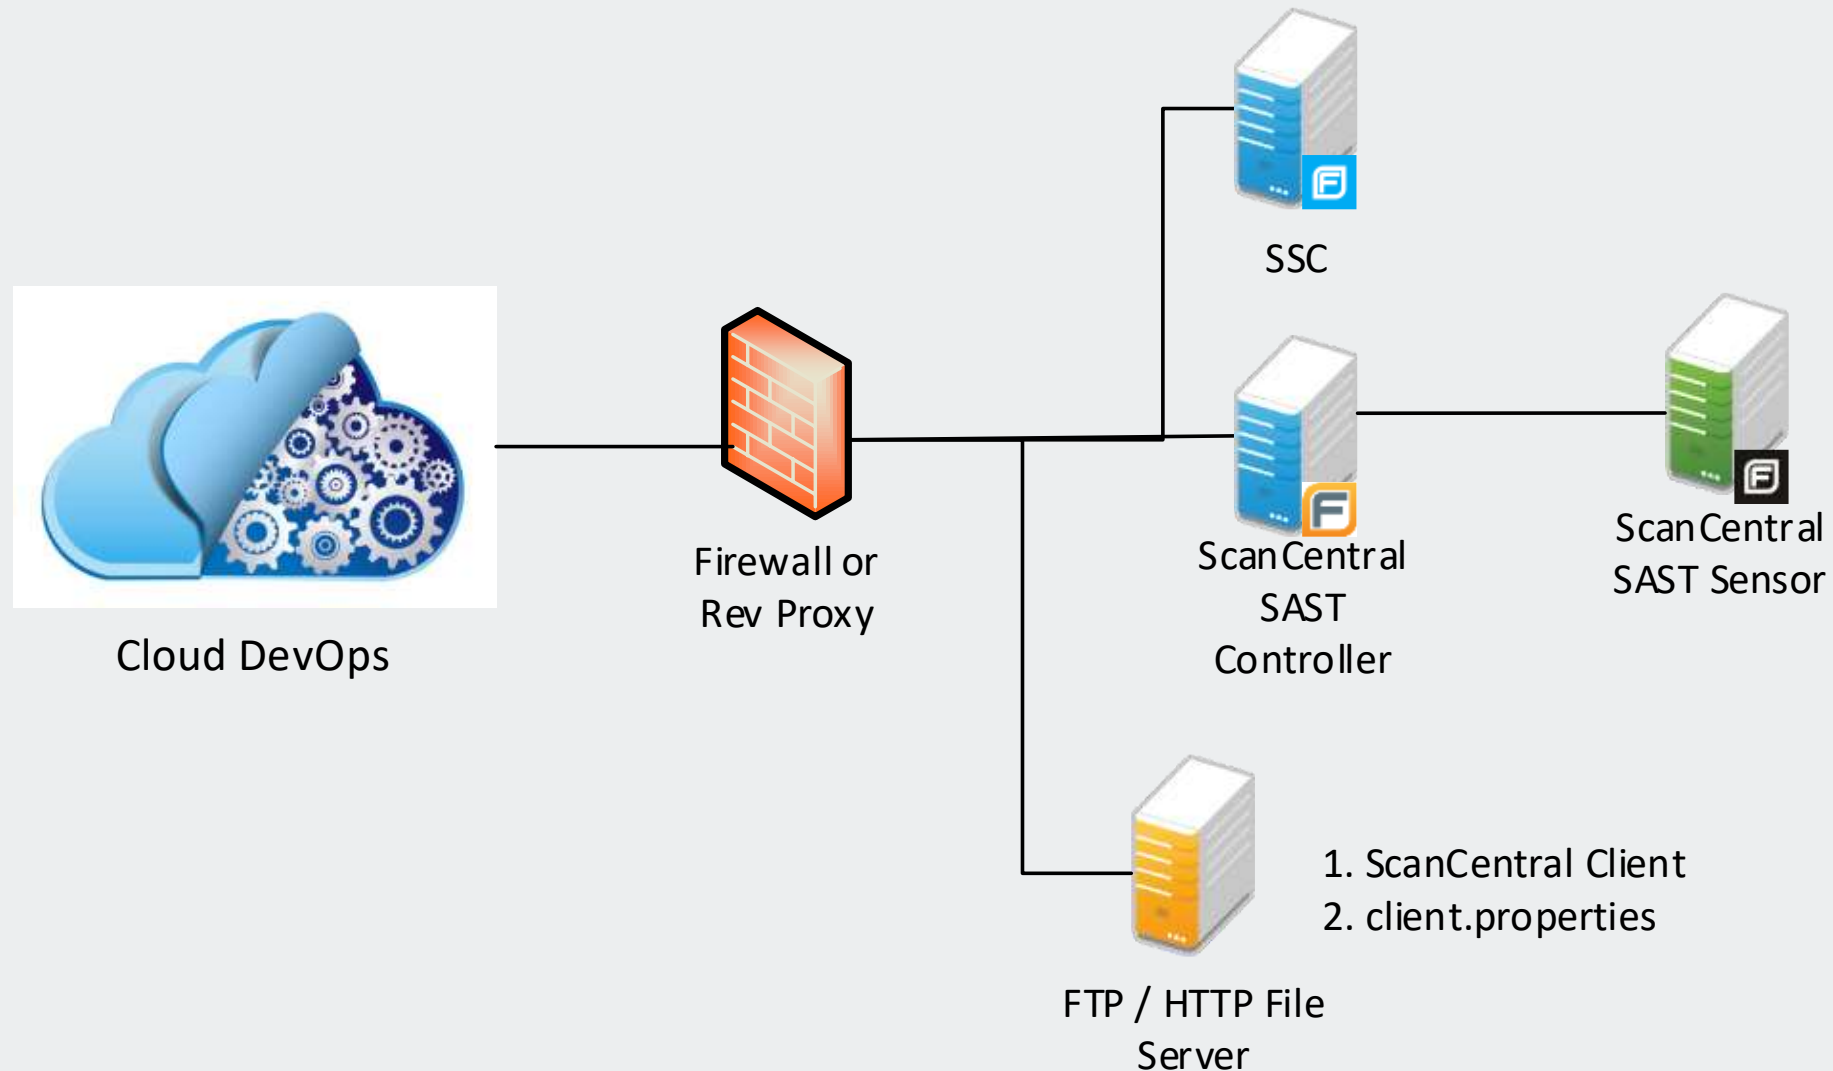 SSC
Cloud DevOps
Firewall or
Rev Proxy
ScanCentral
SAST
Controller
ScanCentral
SAST Sensor
1. ScanCentral Client
2. client.properties
FTP / HTTP File
Server